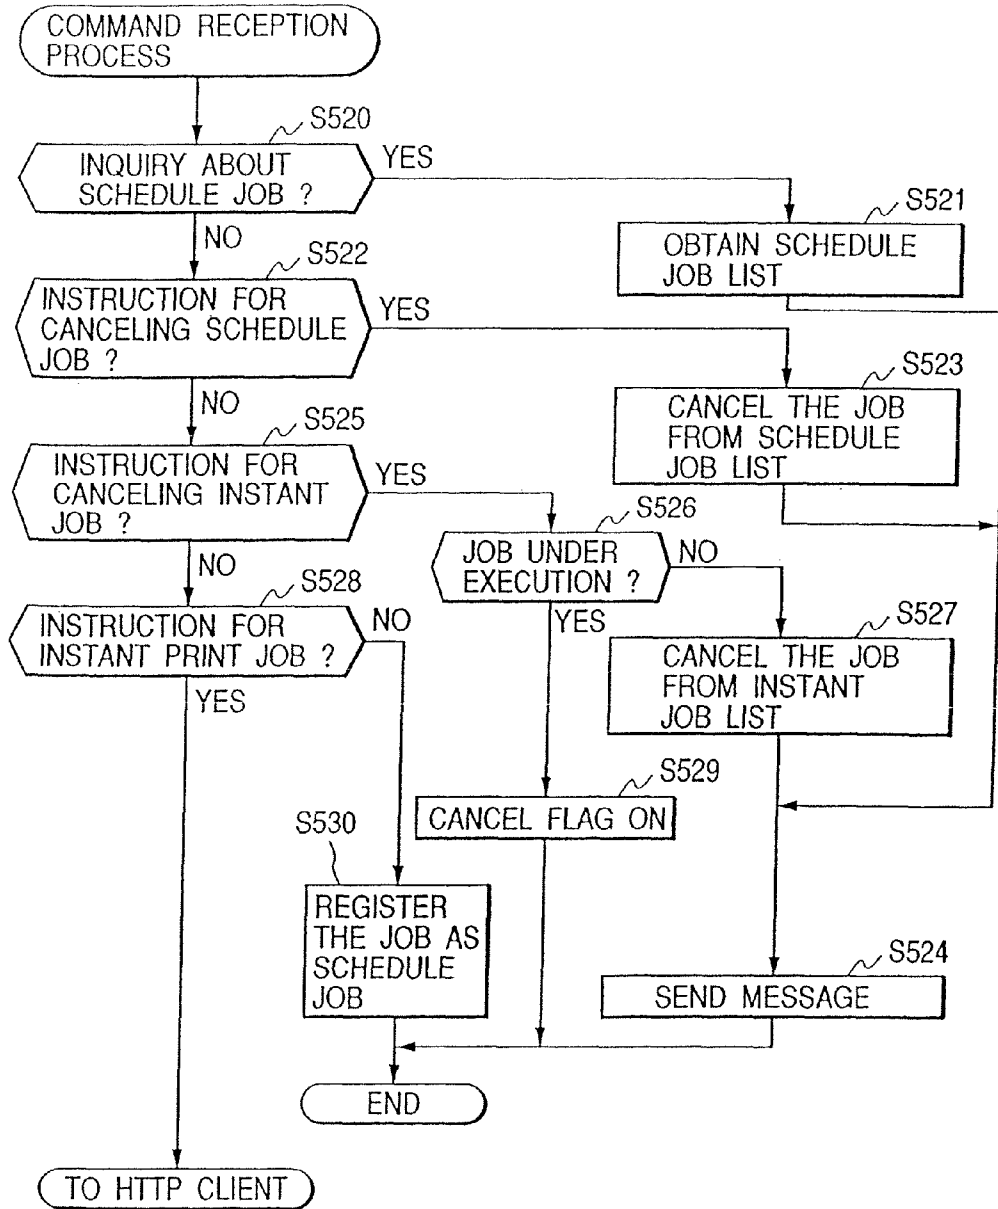 COMMAND RECEPTION
PROCESS
S520
INQUIRY ABOUT
SCHEDULE JOB ?
YES
NO
S521
OBTAIN SCHEDULE
JOB LIST
S522
INSTRUCTION FOR
CANCELING SCHEDULE
JOB ?
YES
NO
S523
CANCEL THE JOB
FROM SCHEDULE
JOB LIST
S525
INSTRUCTION FOR
CANCELING INSTANT
JOB ?
YES
NO
S526
JOB UNDER
EXECUTION ?
NO
YES
S527
CANCEL THE JOB
FROM INSTANT
JOB LIST
S528
INSTRUCTION FOR
INSTANT PRINT JOB ?
NO
YES
S529
CANCEL FLAG ON
S530
REGISTER
THE JOB AS
SCHEDULE
JOB
S524
SEND MESSAGE
END
TO HTTP CLIENT